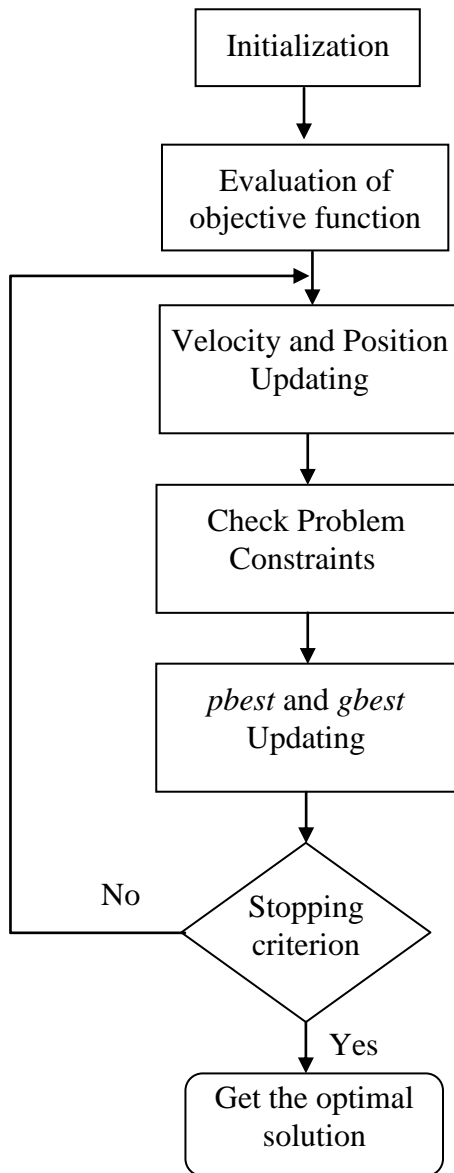 Initialization
Evaluation of
objective function
Velocity and Position
Updating
Check Problem
Constraints
pbest and gbest
Updating
No
Stopping
criterion
Yes
Get the optimal
solution